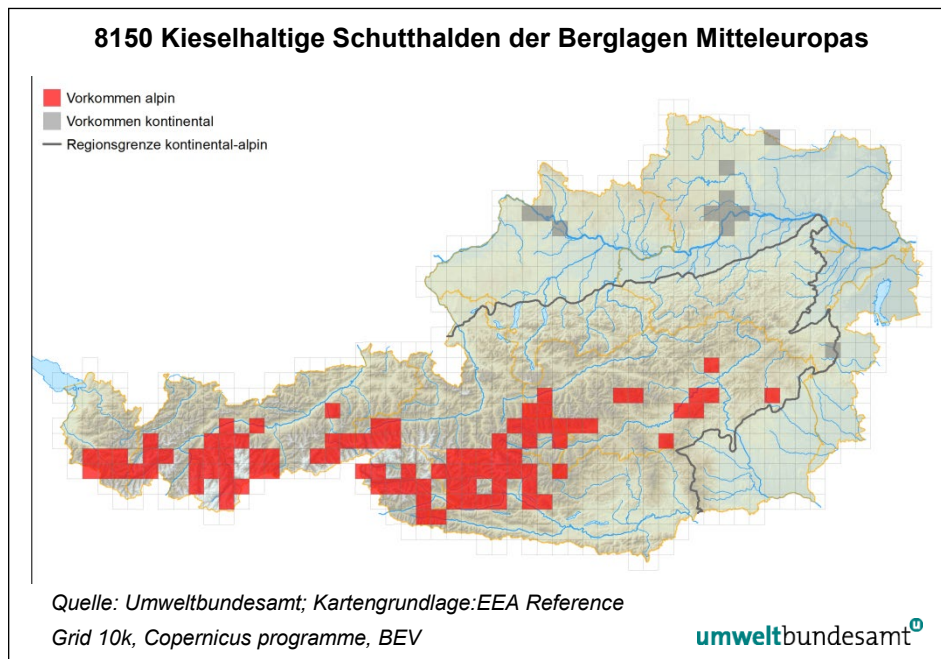 8150 Kieselhaltige Schutthalden der Berglagen Mitteleuropas
Vorkommen alpin
Vorkommen kontinental
Regionsgrenze kontinental-alpin
Quelle: Umweltbundesamt; Kartengrundlage:EEA Reference
Grid 10k, Copernicus programme, BEV
umweltbundesamt u